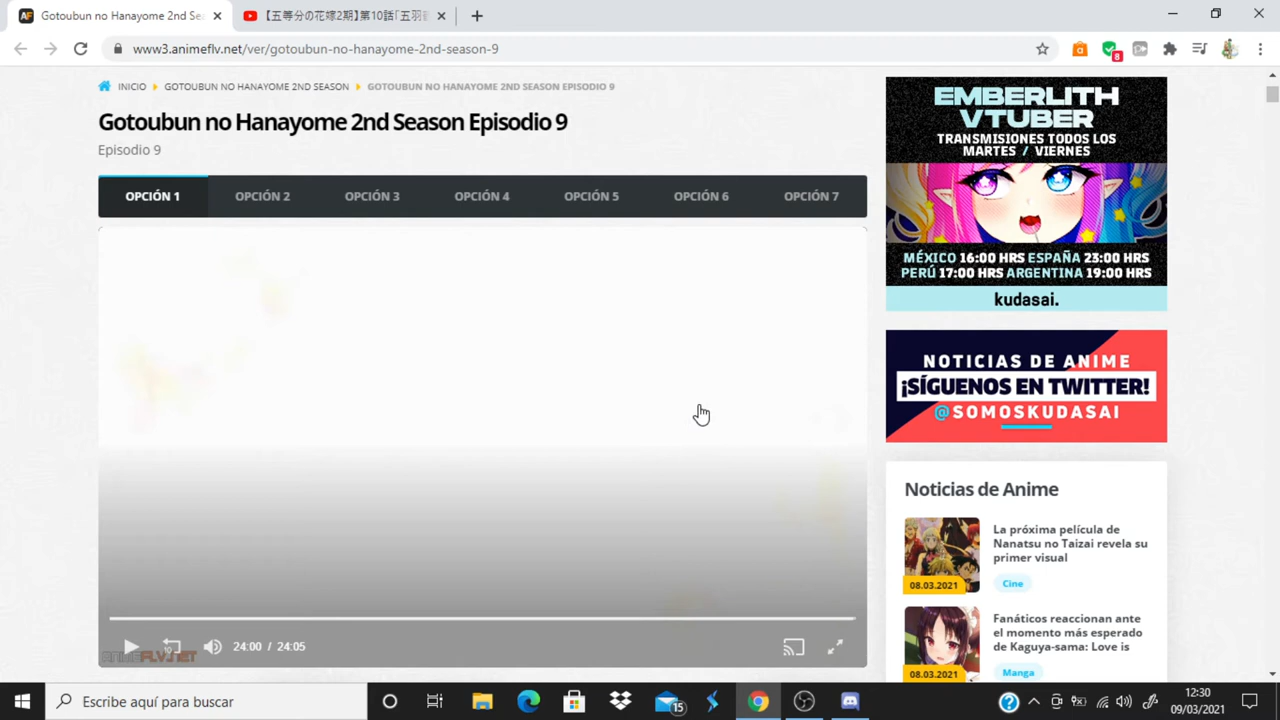 Gotoubun no Hanayome 2nd Sea
【五等分の花嫁2期】第10話「五羽
www3.animeflv.net/ver/gotoubun-no-hanayome-2nd-season-9
8
INICIO
GOTOUBUN NO HANAYOME 2ND SEASON
GOTOUBUN NO HANAYOME 2ND SEASON EPISODIO 9
Gotoubun no Hanayome 2nd Season Episodio 9
Episodio 9
OPCIÓN 1
OPCIÓN 2
OPCIÓN 3
OPCIÓN 4
OPCIÓN 5
OPCIÓN 6
OPCIÓN 7
10
24:00 / 24:05
ANIMEFLV.NET
EMBERLITH
VTUBER
TRANSMISIONES TODOS LOS
MARTES / VIERNES
MÉXICO 16:00 HRS ESPAÑA 23:00 HRS
PERÚ 17:00 HRS ARGENTINA 19:00 HRS
kudasai.
NOTICIAS DE ANIME
¡SÍGUENOS EN TWITTER!
@SOMOSKUDASAI
Noticias de Anime
La próxima película de
Nanatsu no Taizai revela su
primer visual
08.03.2021
Cine
Fanáticos reaccionan ante
el momento más esperado
de Kaguya-sama: Love is
08.03.2021
Manga
Escribe aquí para buscar
15
12:30
09/03/2021